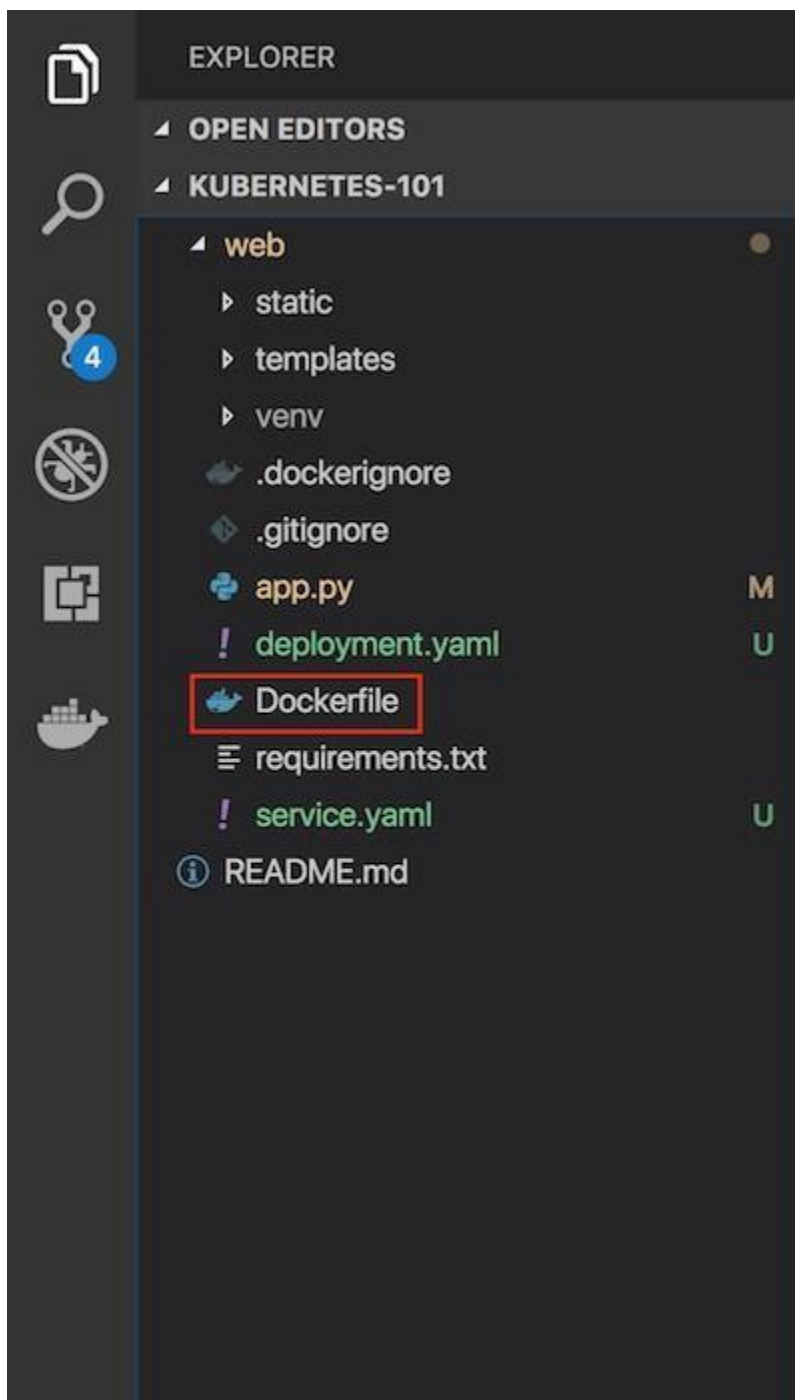 EXPLORER
OPEN EDITORS
KUBERNETES-101
web
static
templates
4
venv
.dockerignore
.gitignore
app.py M
deployment.yaml U
Dockerfile
requirements.txt
service.yaml U
README.md